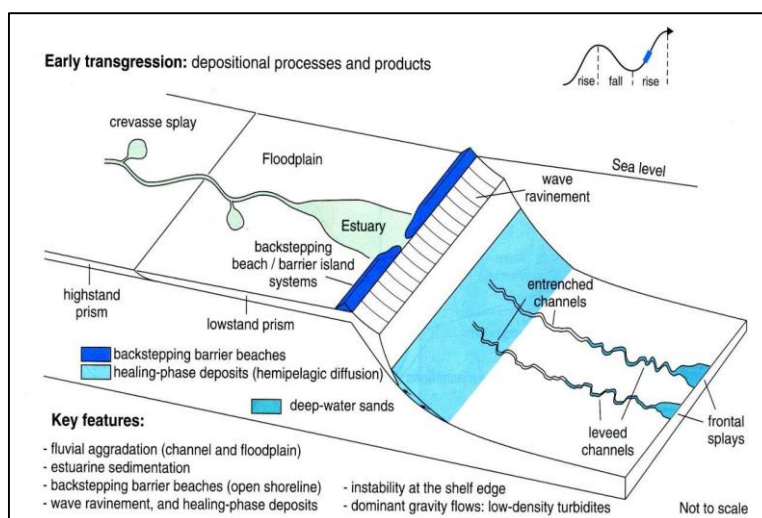 Early transgression: depositional processes and products
rise
fall
rise
crevasse splay
Floodplain
Sea level
wave
ravinement
Estuary
backstepping
beach / barrier island
systems
entrenched
channels
highstand
prism
lowstand prism
backstepping barrier beaches
healing-phase deposits (hemipelagic diffusion)
deep-water sands
leveed
channels
frontal
splays
Key features:
- fluvial aggradation (channel and floodplain)
- estuarine sedimentation
- backstepping barrier beaches (open shoreline)
- wave ravinement, and healing-phase deposits
- instability at the shelf edge
- dominant gravity flows: low-density turbidites
Not to scale